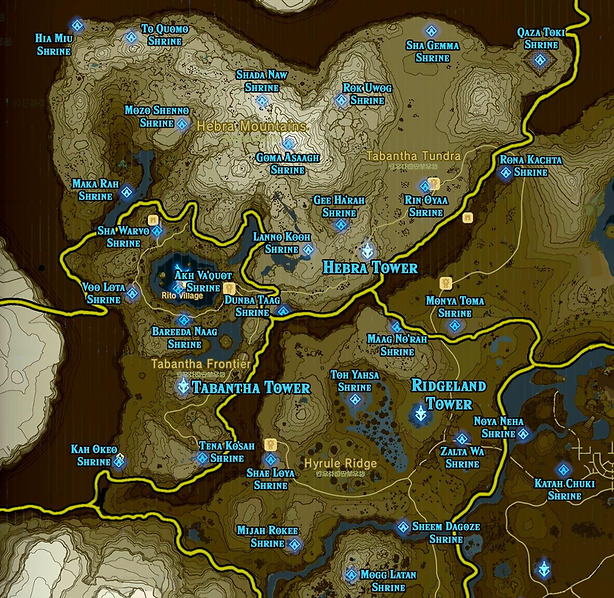 Hia Miu
Shrine
To Quomo
Shrine
Sha Gemma
Shrine
Qaza Toki
Shrine
Shada Naw
Shrine
Rok Uwog
Shrine
Mozo Shenno
Shrine
Hebra Mountains
Goma Asaagh
Shrine
Tabantha Tundra
Rona Kachta
Shrine
Maka Rah
Shrine
Gee Ha'rah
Shrine
Rin Oyaa
Shrine
Sha Warvo
Shrine
Lanno Kooh
Shrine
Hebra Tower
Akh Va'quot
Shrine
Voo Lota
Shrine
Rito Village
Dunba Taag
Shrine
Monya Toma
Shrine
Bareeda Naag
Shrine
Maag No'rah
Shrine
Tabantha Frontier
Tabantha Tower
Toh Yahsa
Shrine
Ridgeland
Tower
Noya Neha
Shrine
Kah Okeo
Shrine
Tena Ko'sah
Shrine
Shae Loya
Shrine
Hyrule Ridge
Zalta Wa
Shrine
Katah Chuki
Shrine
Mijah Rokee
Shrine
Sheem Dagoze
Shrine
Mogg Latan
Shrine